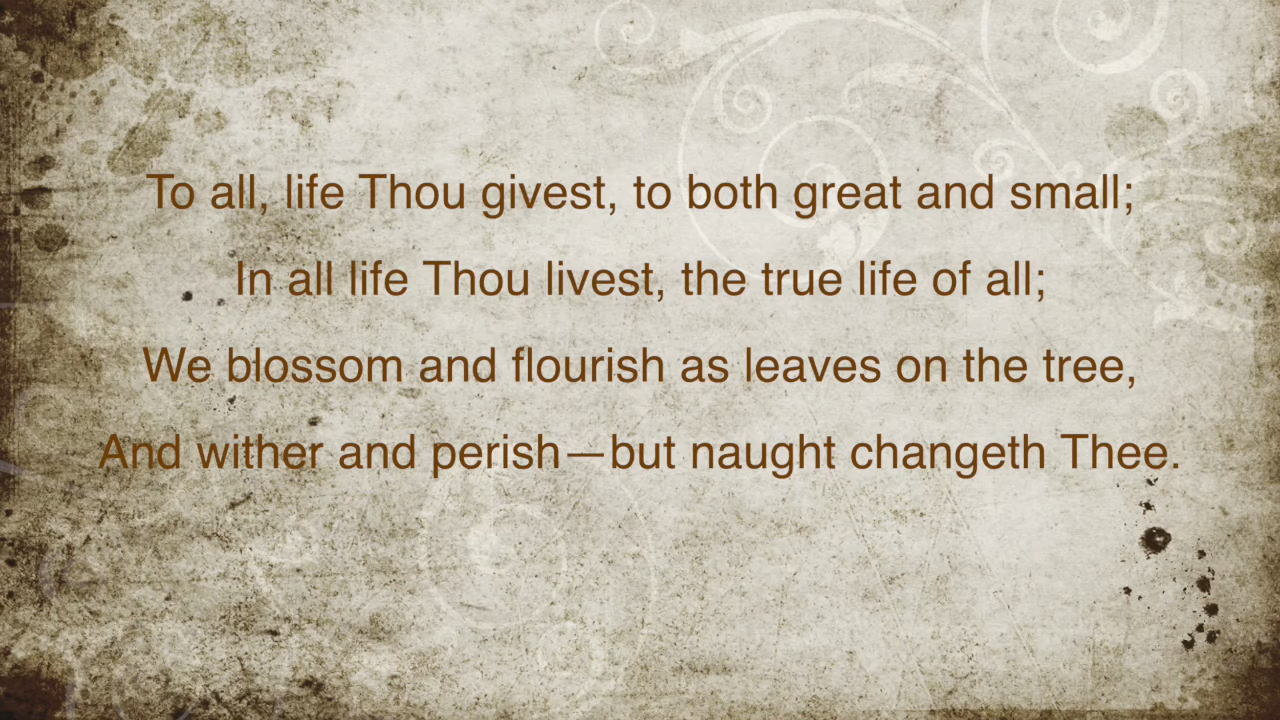 To all, life Thou givest, to both great and small;
In all life Thou livest, the true life of all;
We blossom and flourish as leaves on the tree,
And wither and perish—but naught changeth Thee.